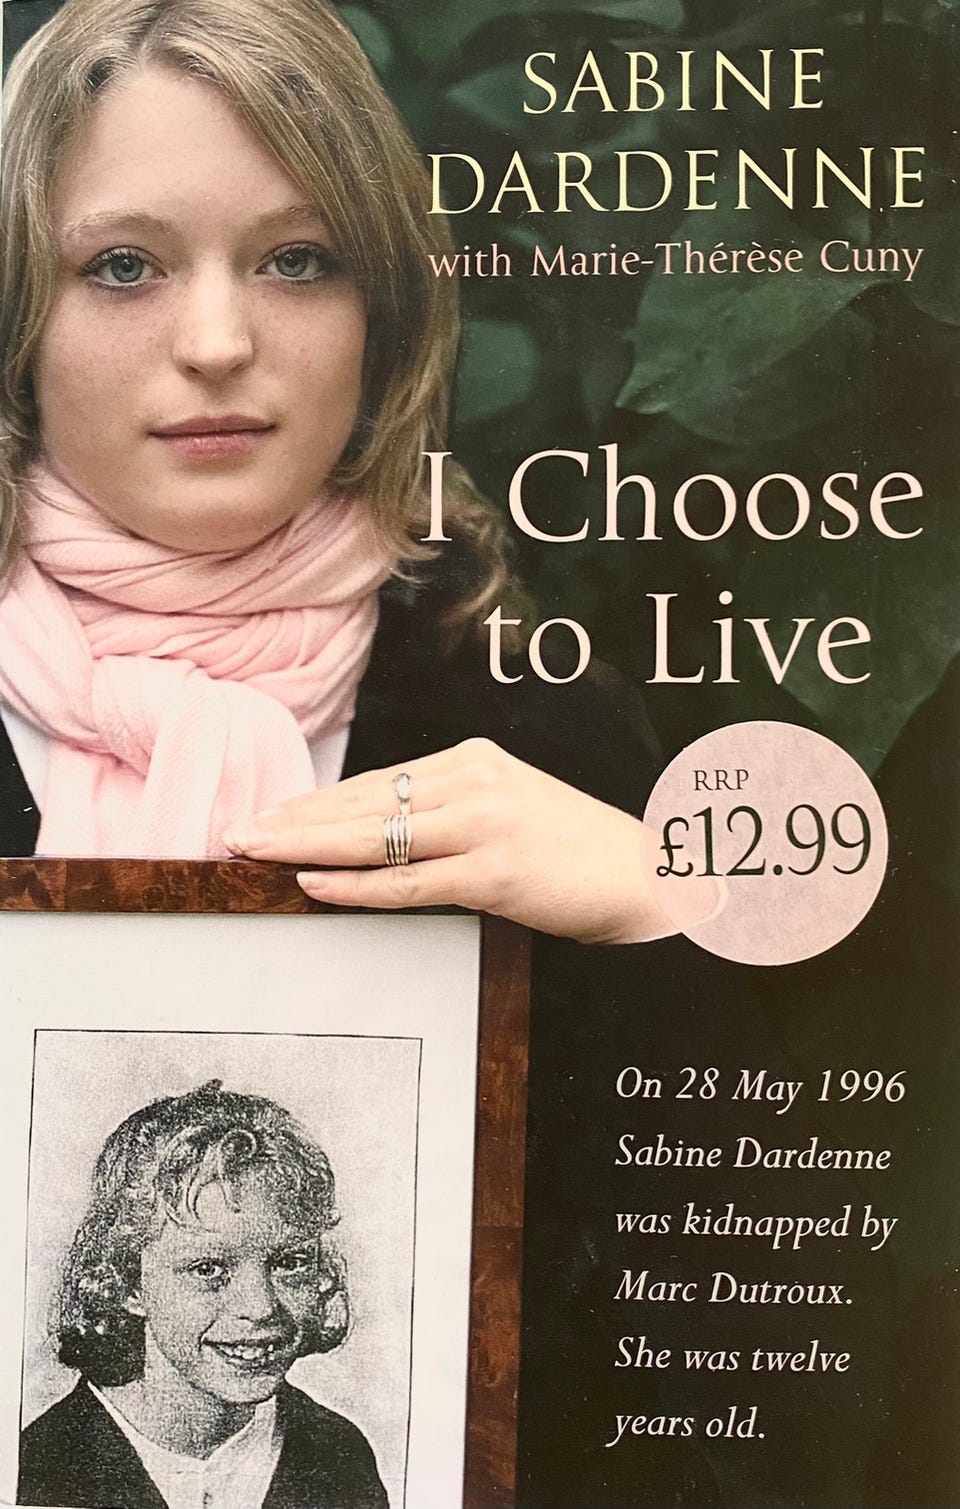 SABINE
DARDENNE
with Marie-Thérèse Cuny
I Choose
to Live
RRP
£12.99
On 28 May 1996
Sabine Dardenne
was kidnapped by
Marc Dutroux.
She was twelve
years old.